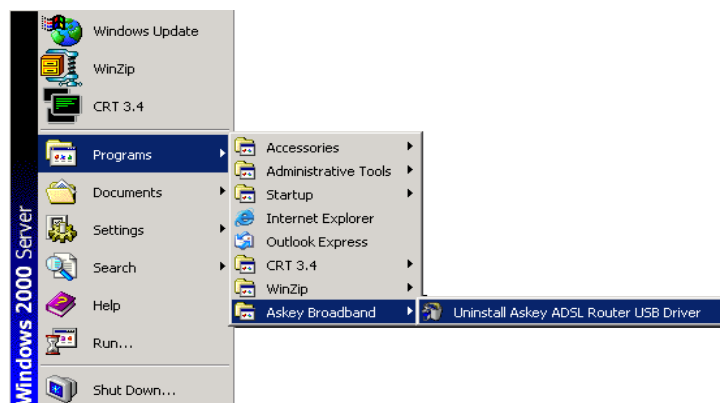 Windows Update
WinZip
CRT 3.4
Programs
Documents
Settings
Search
Help
Run...
Shut Down...
Windows 2000 Server
Accessories
Administrative Tools
Startup
Internet Explorer
Outlook Express
CRT 3.4
WinZip
Askey Broadband
Uninstall Askey ADSL Router USB Driver